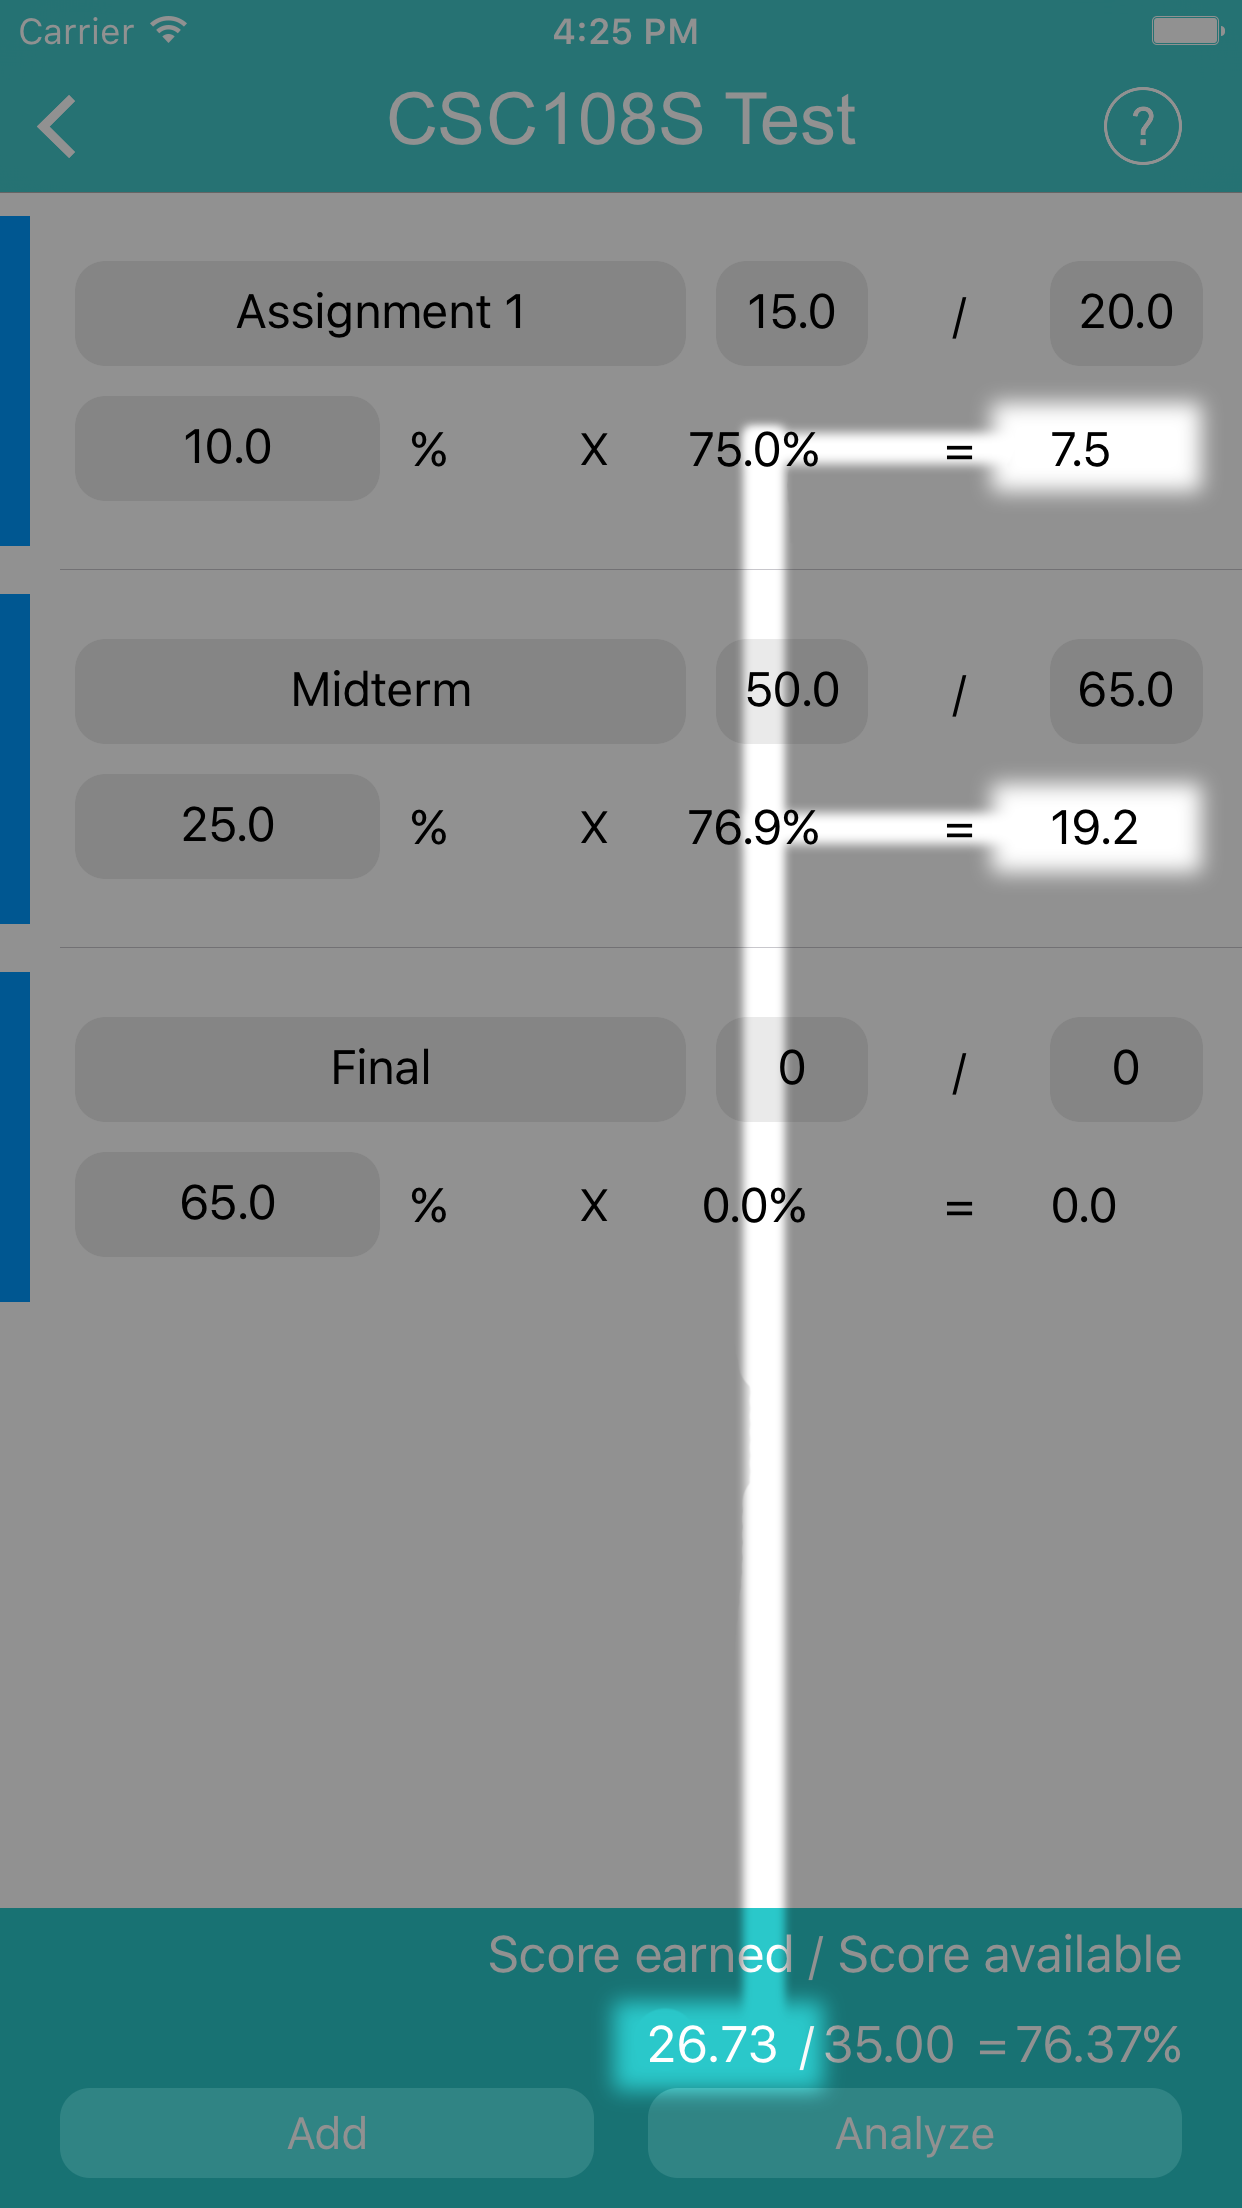 Carrier 4:25 PM
CSC108S Test ?
Assignment 1 15.0 / 20.0
10.0 % X 75.0% = 7.5
Midterm 50.0 / 65.0
25.0 % X 76.9% = 19.2
Final 0 / 0
65.0 % X 0.0% = 0.0
Score earned / Score available
26.73 / 35.00 =76.37%
Add Analyze